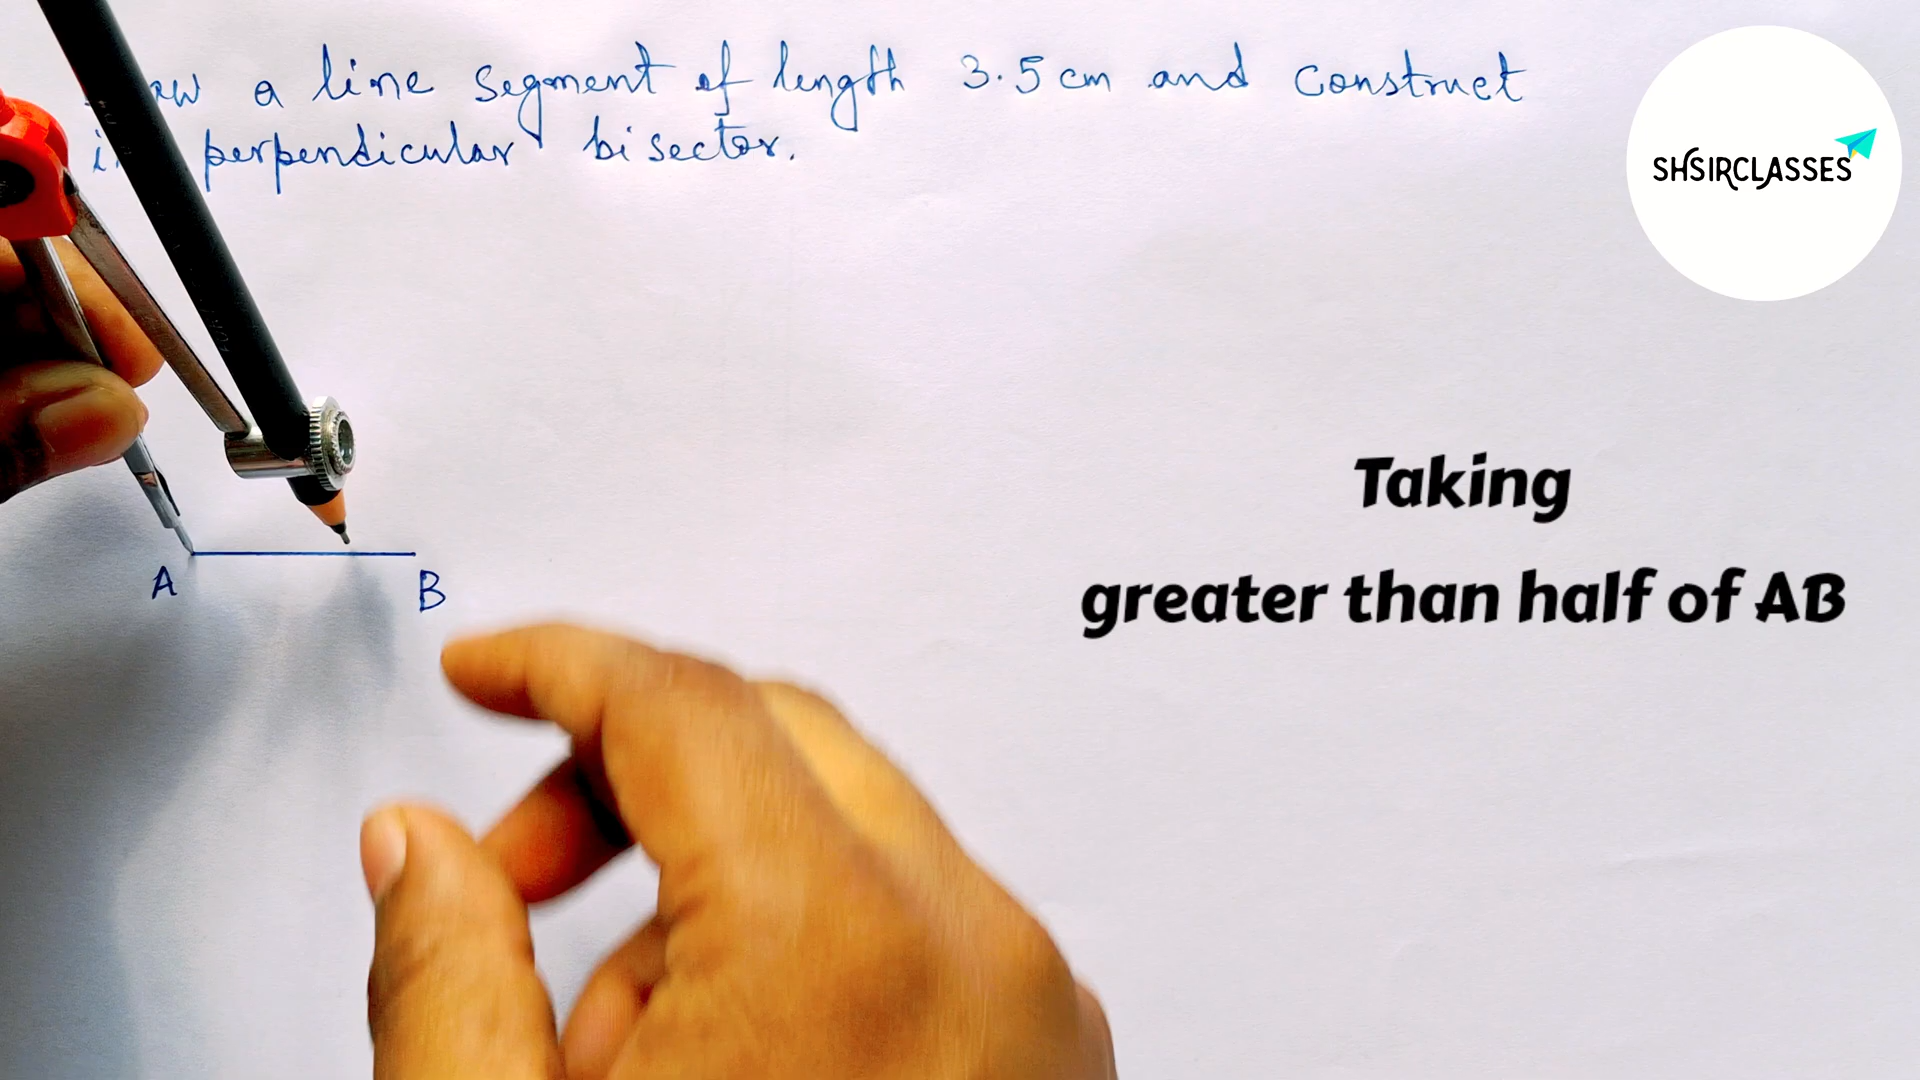 a line segment of length 3.5 cm and construct
perpendicular bisector.
SHSIRCLASSES
Taking
greater than half of AB
A
B